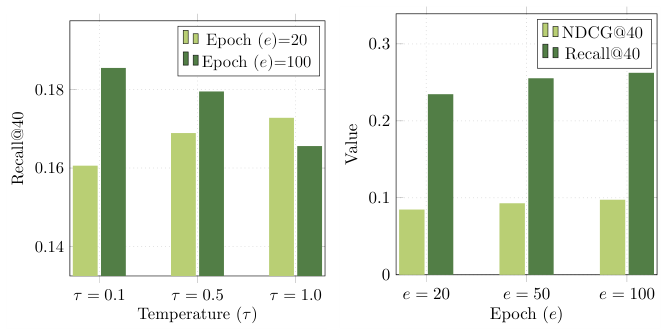 Epoch (e)=20
Epoch (e)=100
0.18
0.16
0.14
Recall@40
τ = 0.1
τ = 0.5
τ = 1.0
Temperature (τ)
NDCG@40
Recall@40
0.3
0.2
0.1
0
Value
e = 20
e = 50
e = 100
Epoch (e)